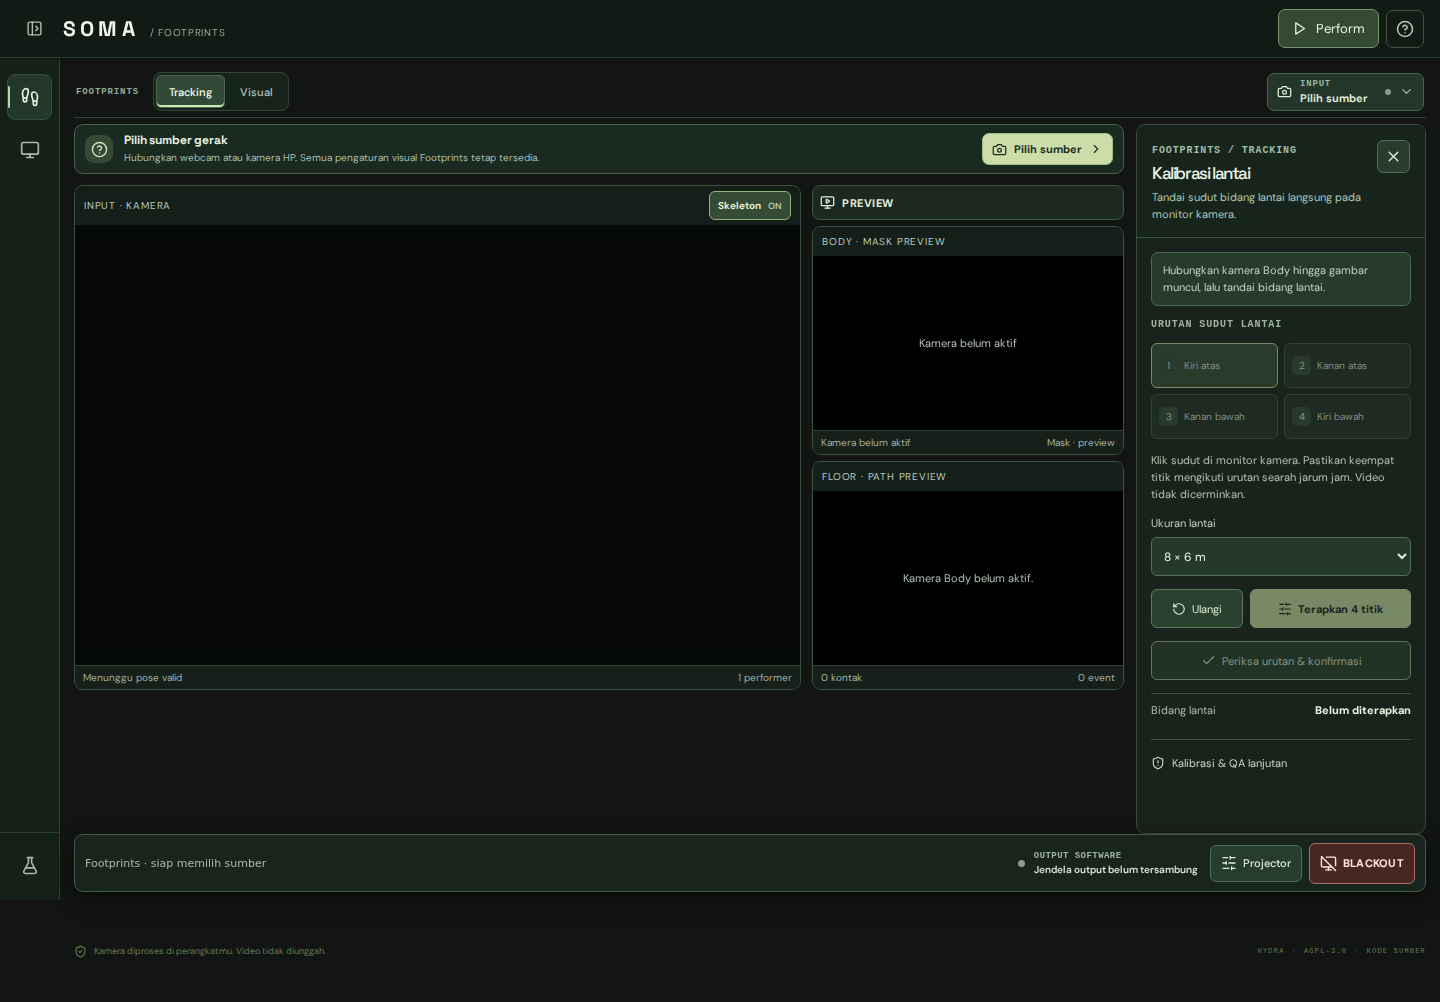 SOMA / FOOTPRINTS
Perform
FOOTPRINTS
Tracking
Visual
INPUT
Pilih sumber
Pilih sumber gerak
Hubungkan webcam atau kamera HP. Semua pengaturan visual Footprints tetap tersedia.
Pilih sumber
INPUT · KAMERA
Skeleton ON
Menunggu pose valid
1 performer
PREVIEW
BODY · MASK PREVIEW
Kamera belum aktif
Kamera belum aktif
Mask · preview
FLOOR · PATH PREVIEW
Kamera Body belum aktif.
0 kontak
0 event
FOOTPRINTS / TRACKING
Kalibrasi lantai
Tandai sudut bidang lantai langsung pada
monitor kamera.
Hubungkan kamera Body hingga gambar
muncul, lalu tandai bidang lantai.
URUTAN SUDUT LANTAI
1 Kiri atas
2 Kanan atas
3 Kanan bawah
4 Kiri bawah
Klik sudut di monitor kamera. Pastikan keempat
titik mengikuti urutan searah jarum jam. Video
tidak dicerminkan.
Ukuran lantai
8 × 6 m
Ulangi
Terapkan 4 titik
Periksa urutan & konfirmasi
Bidang lantai
Belum diterapkan
Kalibrasi & QA lanjutan
Footprints · siap memilih sumber
OUTPUT SOFTWARE
Jendela output belum tersambung
Projector
BLACKOUT
Kamera diproses di perangkatmu. Video tidak diunggah.
HYDRA · AGPL-3.0 · KODE SUMBER